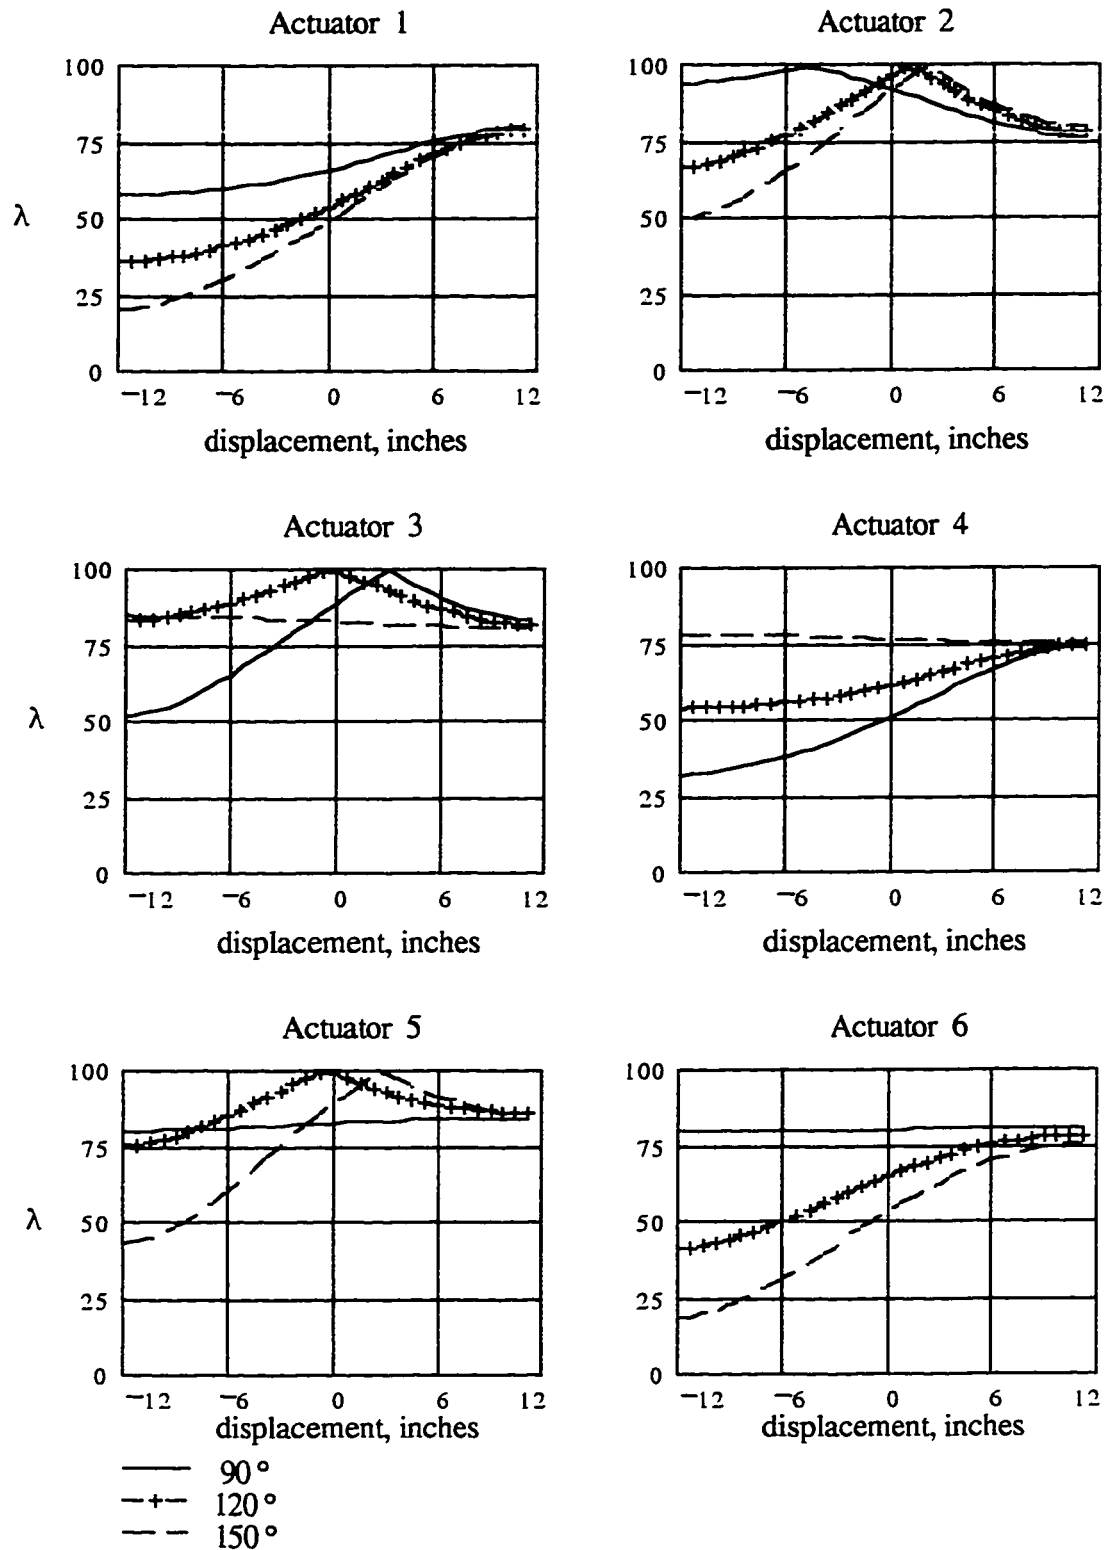 Actuator 1
Actuator 2
100
75
λ
50
25
0
−12 −6 0 6 12
displacement, inches
100
75
50
25
0
−12 −6 0 6 12
displacement, inches
Actuator 3
Actuator 4
100
75
λ
50
25
0
−12 −6 0 6 12
displacement, inches
100
75
50
25
0
−12 −6 0 6 12
displacement, inches
Actuator 5
Actuator 6
100
75
λ
50
25
0
−12 −6 0 6 12
displacement, inches
100
75
50
25
0
−12 −6 0 6 12
displacement, inches
90°
120°
150°